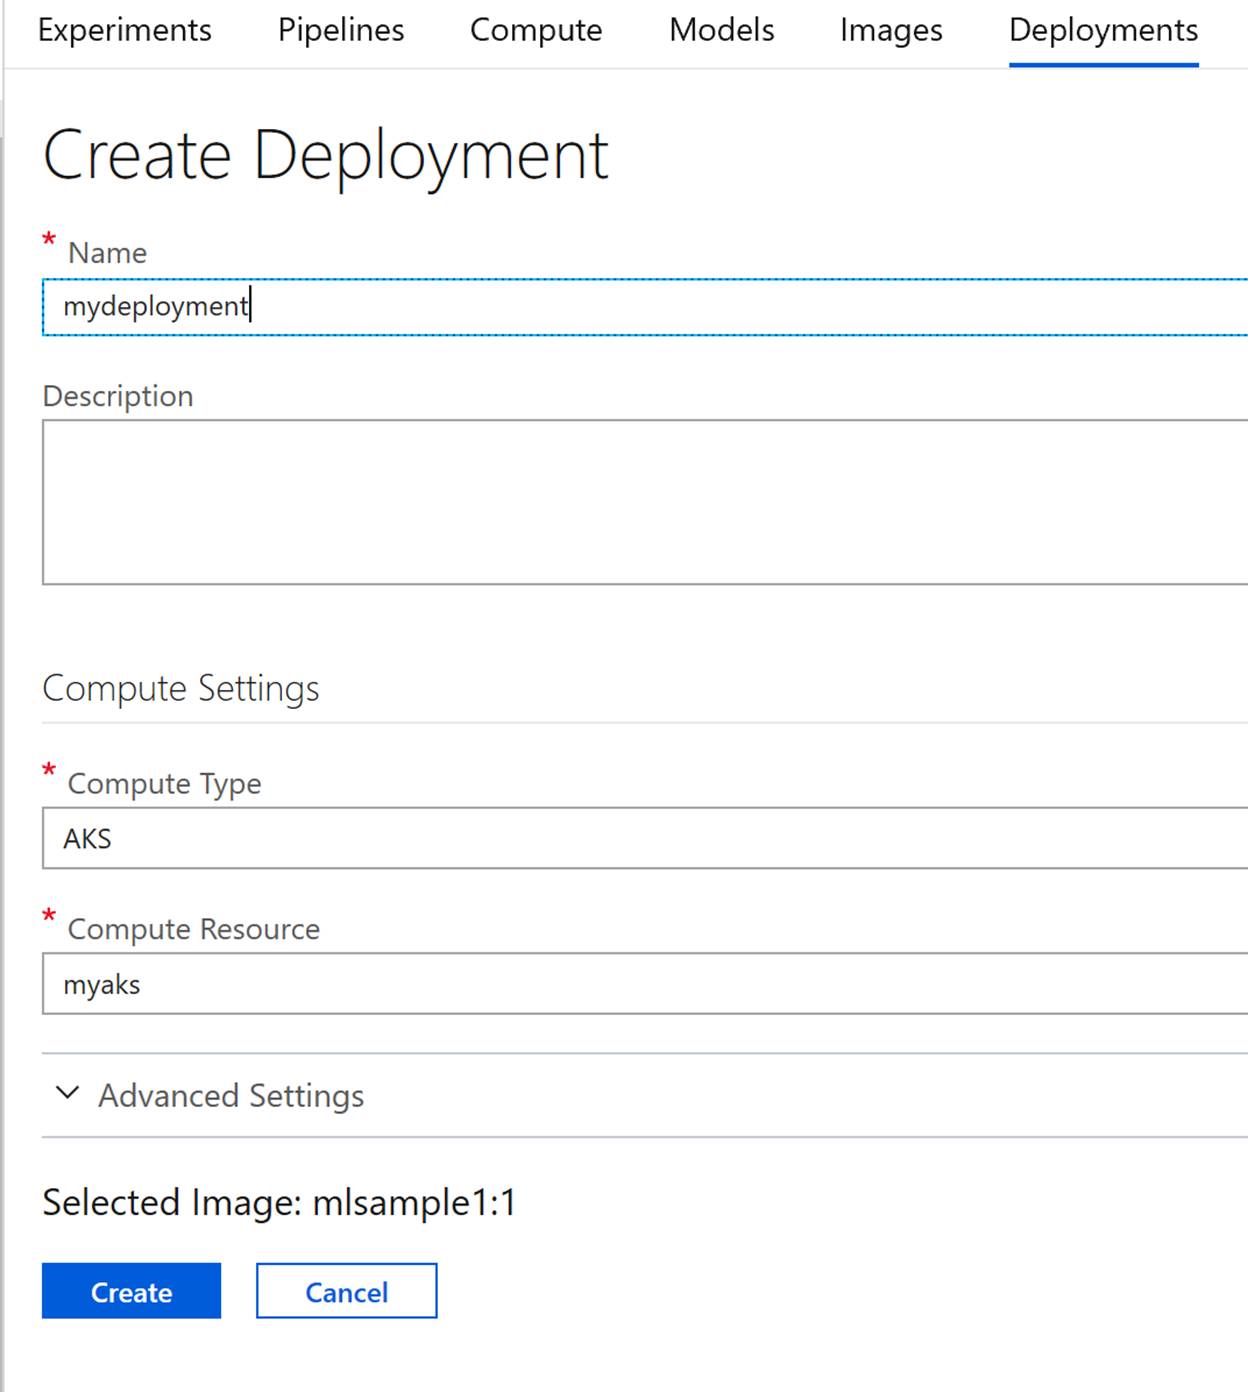 Experiments Pipelines Compute Models Images Deployments
Create Deployment
* Name
mydeployment
Description
Compute Settings
* Compute Type
AKS
* Compute Resource
myaks
Advanced Settings
Selected Image: mlsample1:1
Create Cancel